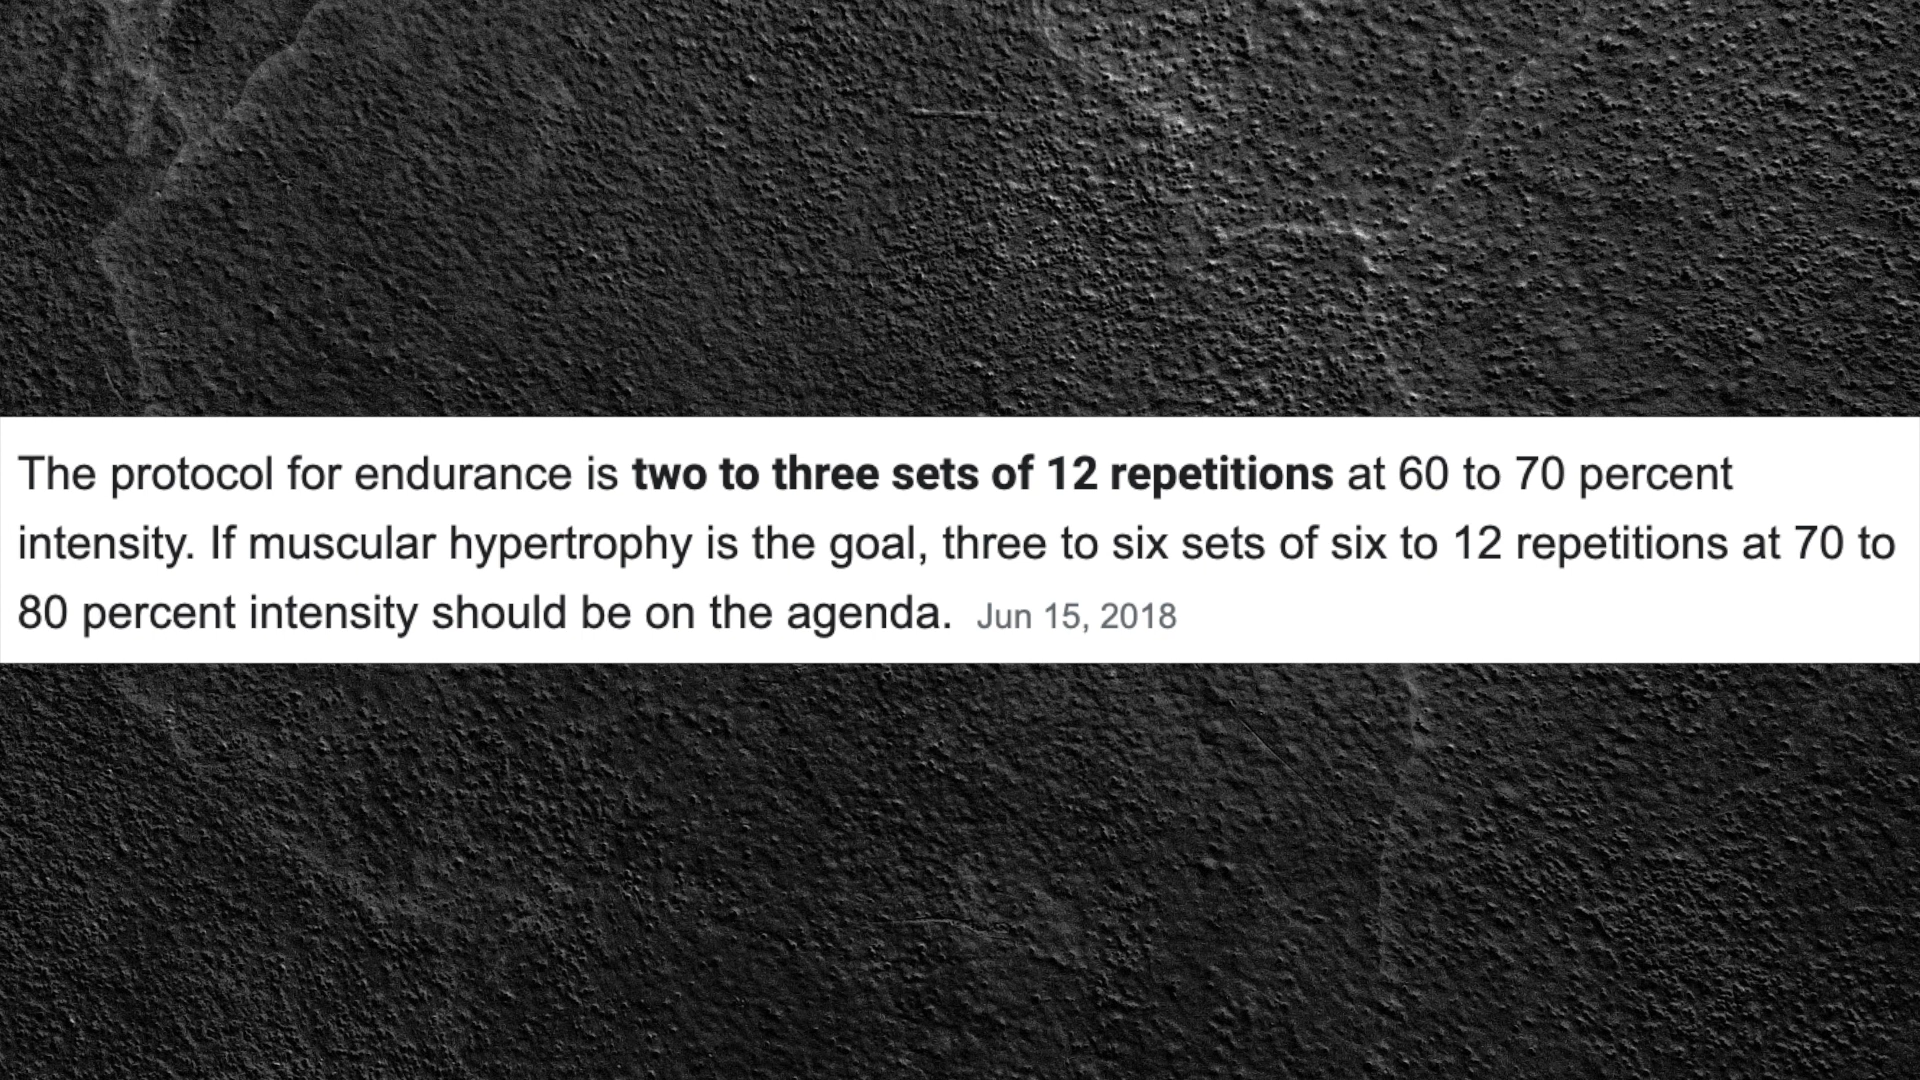 The protocol for endurance is two to three sets of 12 repetitions at 60 to 70 percent
intensity. If muscular hypertrophy is the goal, three to six sets of six to 12 repetitions at 70 to
80 percent intensity should be on the agenda. Jun 15, 2018